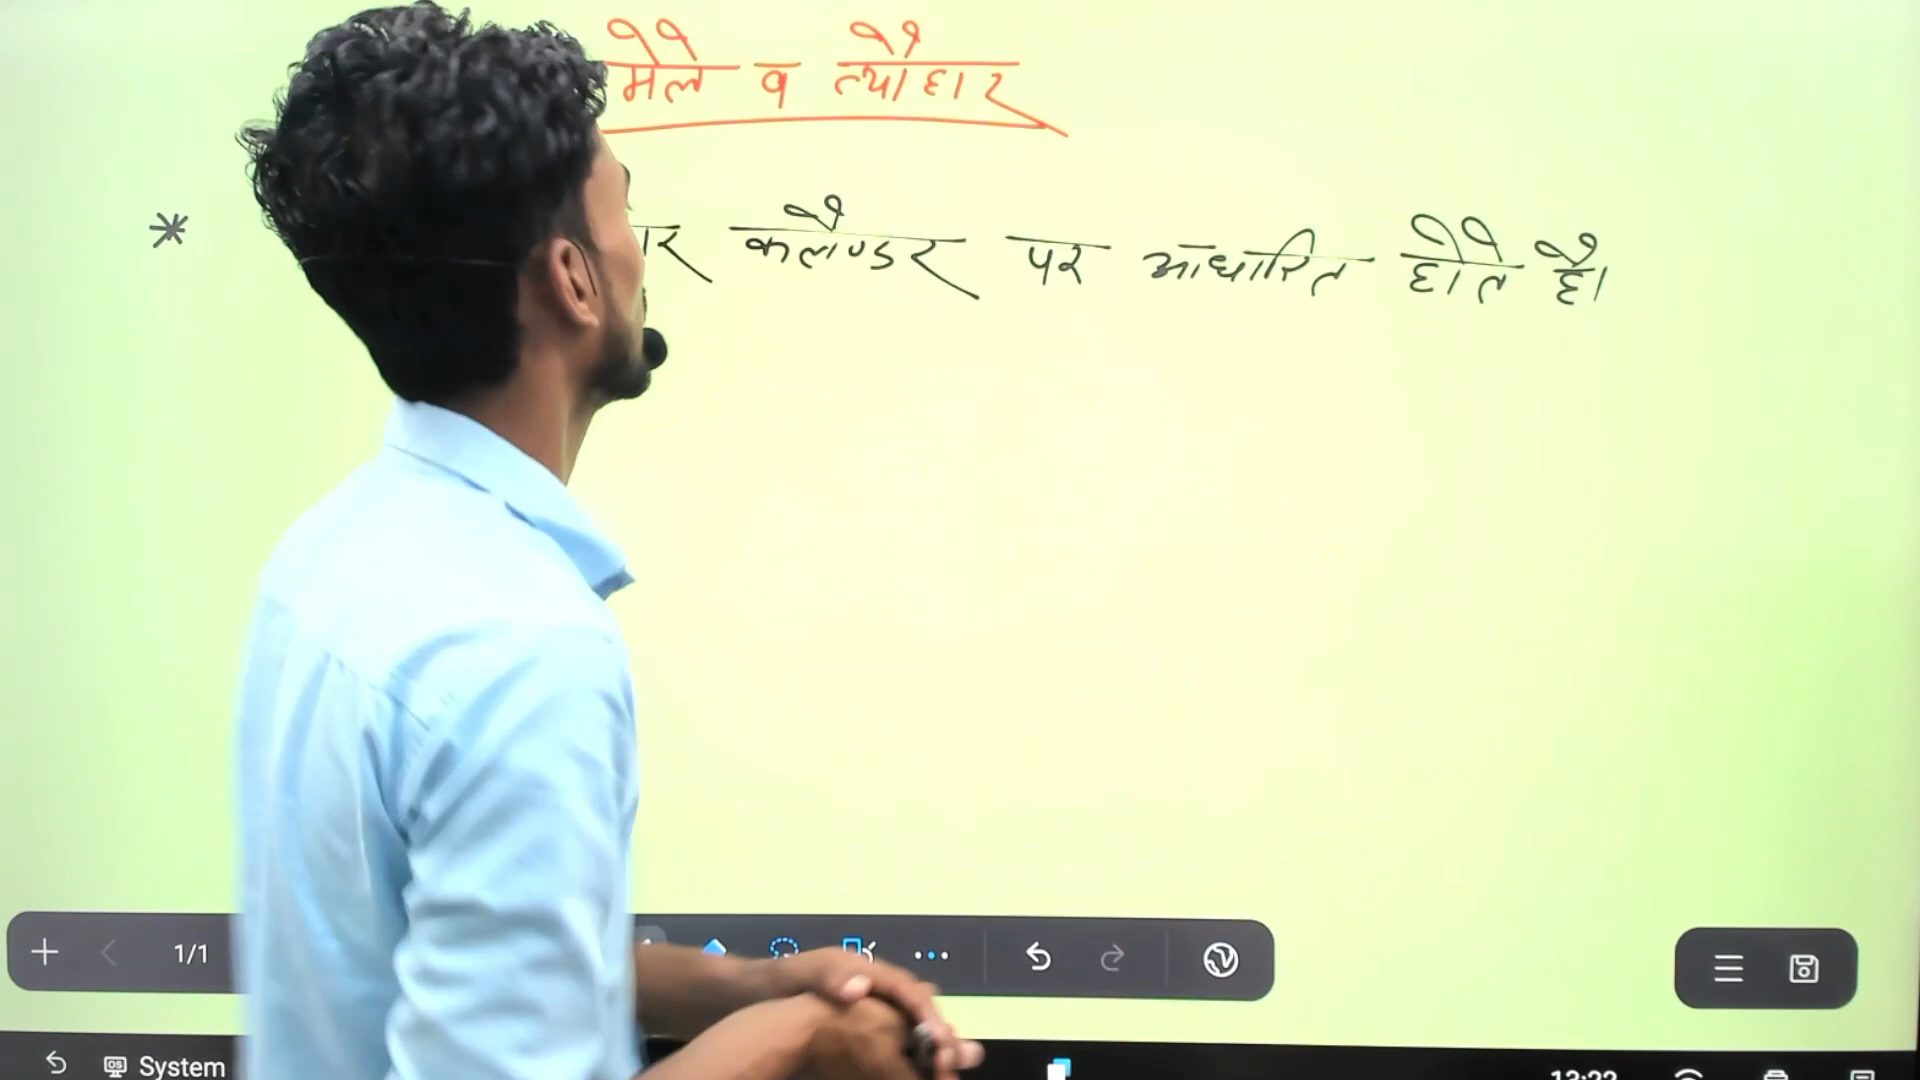 मेले व त्यौहार
* कलैण्डर पर आधारित होते है।
1/1
System